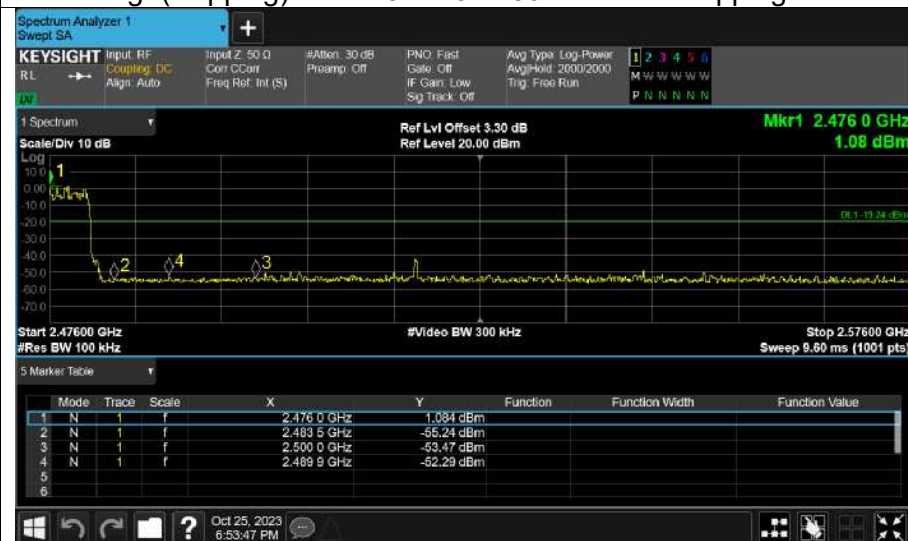 Spectrum Analyzer 1
Swept SA
+
KEYSIGHT Input: RF Input Z: 50 Ω #Atten: 30 dB PNO: Fast Avg Type: Log-Power 1 2 3 4 5 6
RL Coupling: DC Corr CCorr Preamp: Off Gate: Off Avg|Hold: 2000/2000 M W W W W W
Align: Auto Freq Ref: Int (S) IF Gain: Low Trig: Free Run
Sig Track: Off P N N N N N
1 Spectrum Ref Lvl Offset 3.30 dB Mkr1 2.476 0 GHz
Scale/Div 10 dB Ref Level 20.00 dBm 1.08 dBm
Log
10.0 1
0.00
-10.0
-20.0 DL1 -19.24 dBm
-30.0
-40.0
-50.0 2 4 3
-60.0
-70.0
Start 2.47600 GHz #Video BW 300 kHz Stop 2.57600 GHz
#Res BW 100 kHz Sweep 9.60 ms (1001 pts)
5 Marker Table
Mode Trace Scale X Y Function Function Width Function Value
1 N 1 f 2.476 0 GHz 1.084 dBm
2 N 1 f 2.483 5 GHz -55.24 dBm
3 N 1 f 2.500 0 GHz -53.47 dBm
4 N 1 f 2.489 9 GHz -52.29 dBm
5
6
? Oct 25, 2023
6:53:47 PM